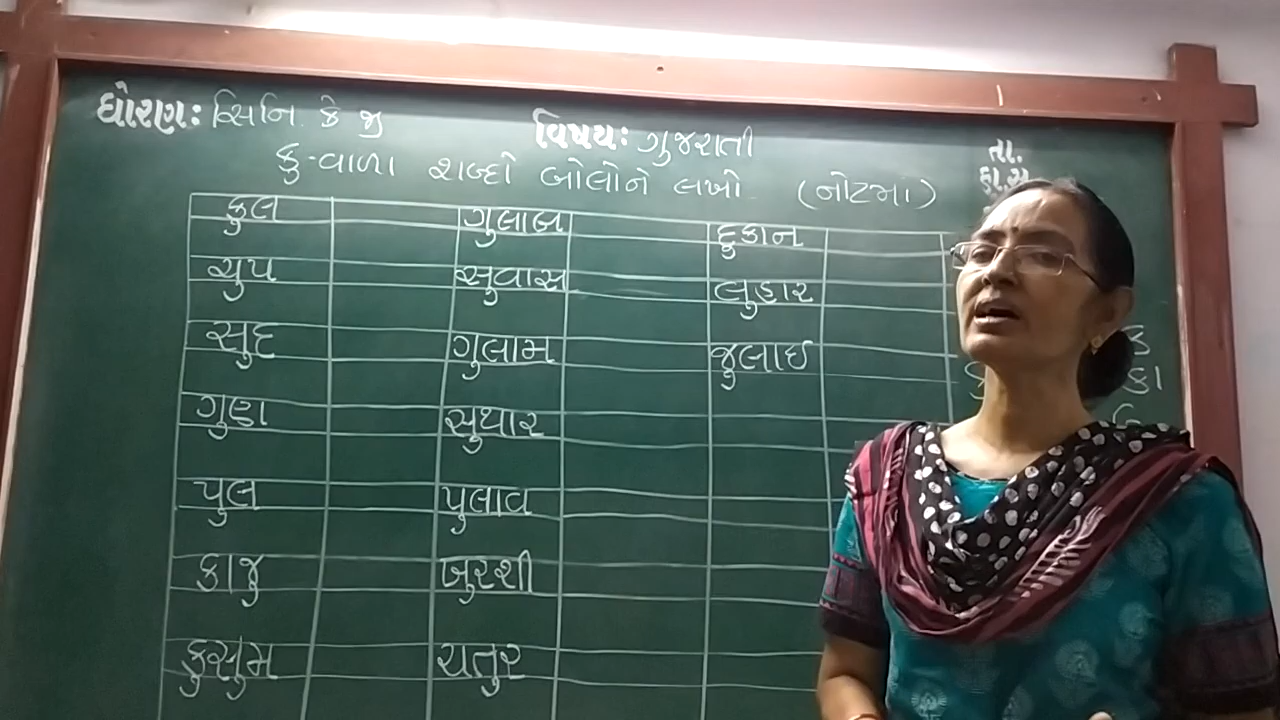 ધોરણ: સિનિ. કે જી વિષય: ગુજરાતી તા.
કુ-વાળા શબ્દો બોલોને લખો (નોટમા)
કુલ ગુલાબ દુકાન
ચુપ સુવાસ લુહાર
સુદ ગુલામ જુલાઈ
ગુણ સુથાર
પુલ પુલાવ
કાજુ ખુરશી
કુસુમ ચતુર